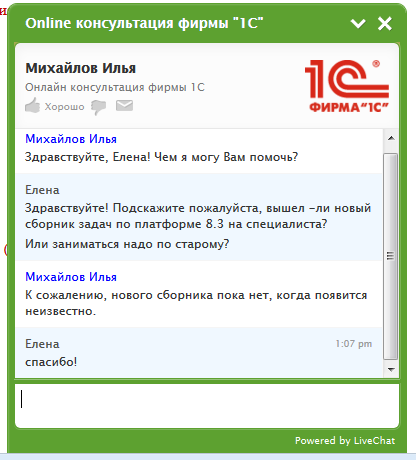 Online консультация фирмы "1С"
Михайлов Илья
Онлайн консультация фирмы 1С
Хорошо
1С®
ФИРМА"1С"
Михайлов Илья
Здравствуйте, Елена! Чем я могу Вам помочь?
Елена
Здравствуйте! Подскажите пожалуйста, вышел -ли новый
сборник задач по платформе 8.3 на специалиста?
Или заниматься надо по старому?
Михайлов Илья
К сожалению, нового сборника пока нет, когда появится
неизвестно.
Елена 1:07 pm
спасибо!
Powered by LiveChat